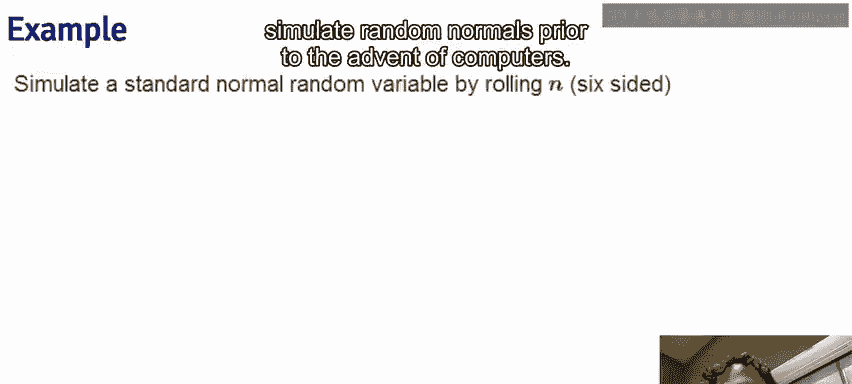 Example
simulate random normals prior
to the advent of computers.
Simulate a standard normal random variable by rolling n (six sided)